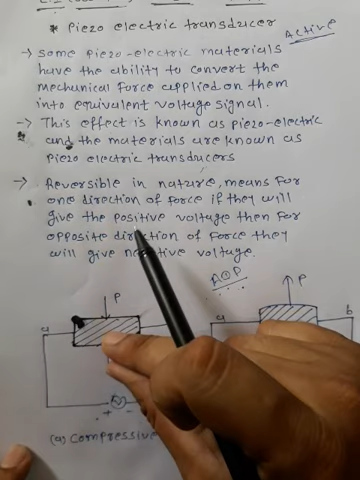 * Piezo electric transducer
Active
→ Some Piezo-electric materials
have the ability to convert the
mechanical Force applied on them
into equivalent voltage signal.
→ This effect is known as piezo-electric
and the materials are known as
piezo electric transducers
→ Reversible in nature, means For
one direction of Force if they will
give the positive voltage then For
opposite direction of Force they
will give negative voltage.
P
P
a
a
b
+ -
(a) Compressive